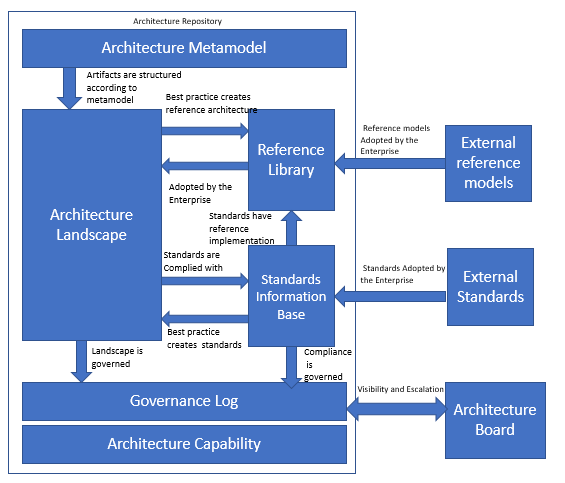 Architecture Repository
Architecture Metamodel
Artifacts are structured
according to
metamodel
Best practice creates
reference architecture
Architecture
Landscape
Reference
Library
Reference models
Adopted by the
Enterprise
External
reference
models
Adopted by the
Enterprise
Standards have
reference
implementation
Standards are
Complied with
Standards
Information
Base
Standards Adopted by
the Enterprise
External
Standards
Best practice
creates standards
Landscape is
governed
Compliance
is
governed
Governance Log
Visibility and Escalation
Architecture
Board
Architecture Capability